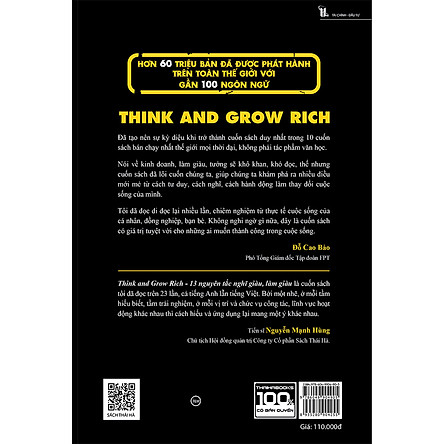 TÀI CHÍNH - ĐẦU TƯ
HƠN 60 TRIỆU BẢN ĐÃ ĐƯỢC PHÁT HÀNH
TRÊN TOÀN THẾ GIỚI VỚI
GẦN 100 NGÔN NGỮ
THINK AND GROW RICH
Đã tạo nên sự kỳ diệu khi trở thành cuốn sách duy nhất trong 10 cuốn
sách bán chạy nhất thế giới mọi thời đại, không phải tác phẩm văn học.
Nói về kinh doanh, làm giàu, tưởng sẽ khô khan, khó đọc, thế nhưng
cuốn sách đã lôi cuốn chúng ta, giúp chúng ta khám phá ra nhiều điều
mới mẻ từ cách tư duy, cách nghĩ, cách hành động làm thay đổi cuộc
sống của mình.
Tôi đã đọc đi đọc lại nhiều lần, chiêm nghiệm từ thực tế cuộc sống của
cá nhân, đồng nghiệp, bạn bè. Không nghi ngờ gì nữa, đây là cuốn sách
có giá trị tuyệt vời cho những ai muốn thành công trong cuộc sống.
Đỗ Cao Bảo
Phó Tổng Giám đốc Tập đoàn FPT
Think and Grow Rich - 13 nguyên tắc nghĩ giàu, làm giàu là cuốn sách
tôi đã đọc trên 23 lần, cả tiếng Anh lẫn tiếng Việt. Bởi một nhẽ, ở mỗi tầm
hiểu biết, tầm trải nghiệm, ở mỗi vị trí và chức vụ công tác, lĩnh vực hoạt
động khác nhau thì cách hiểu và ứng dụng lại mang một ý khác nhau.
Tiến sĩ Nguyễn Mạnh Hùng
Chủ tịch Hội đồng quản trị Công ty Cổ phần Sách Thái Hà.
SÁCH THÁI HÀ
THAIHABOOKS
100%
CÓ BẢN QUYỀN
Giá: 110.000đ